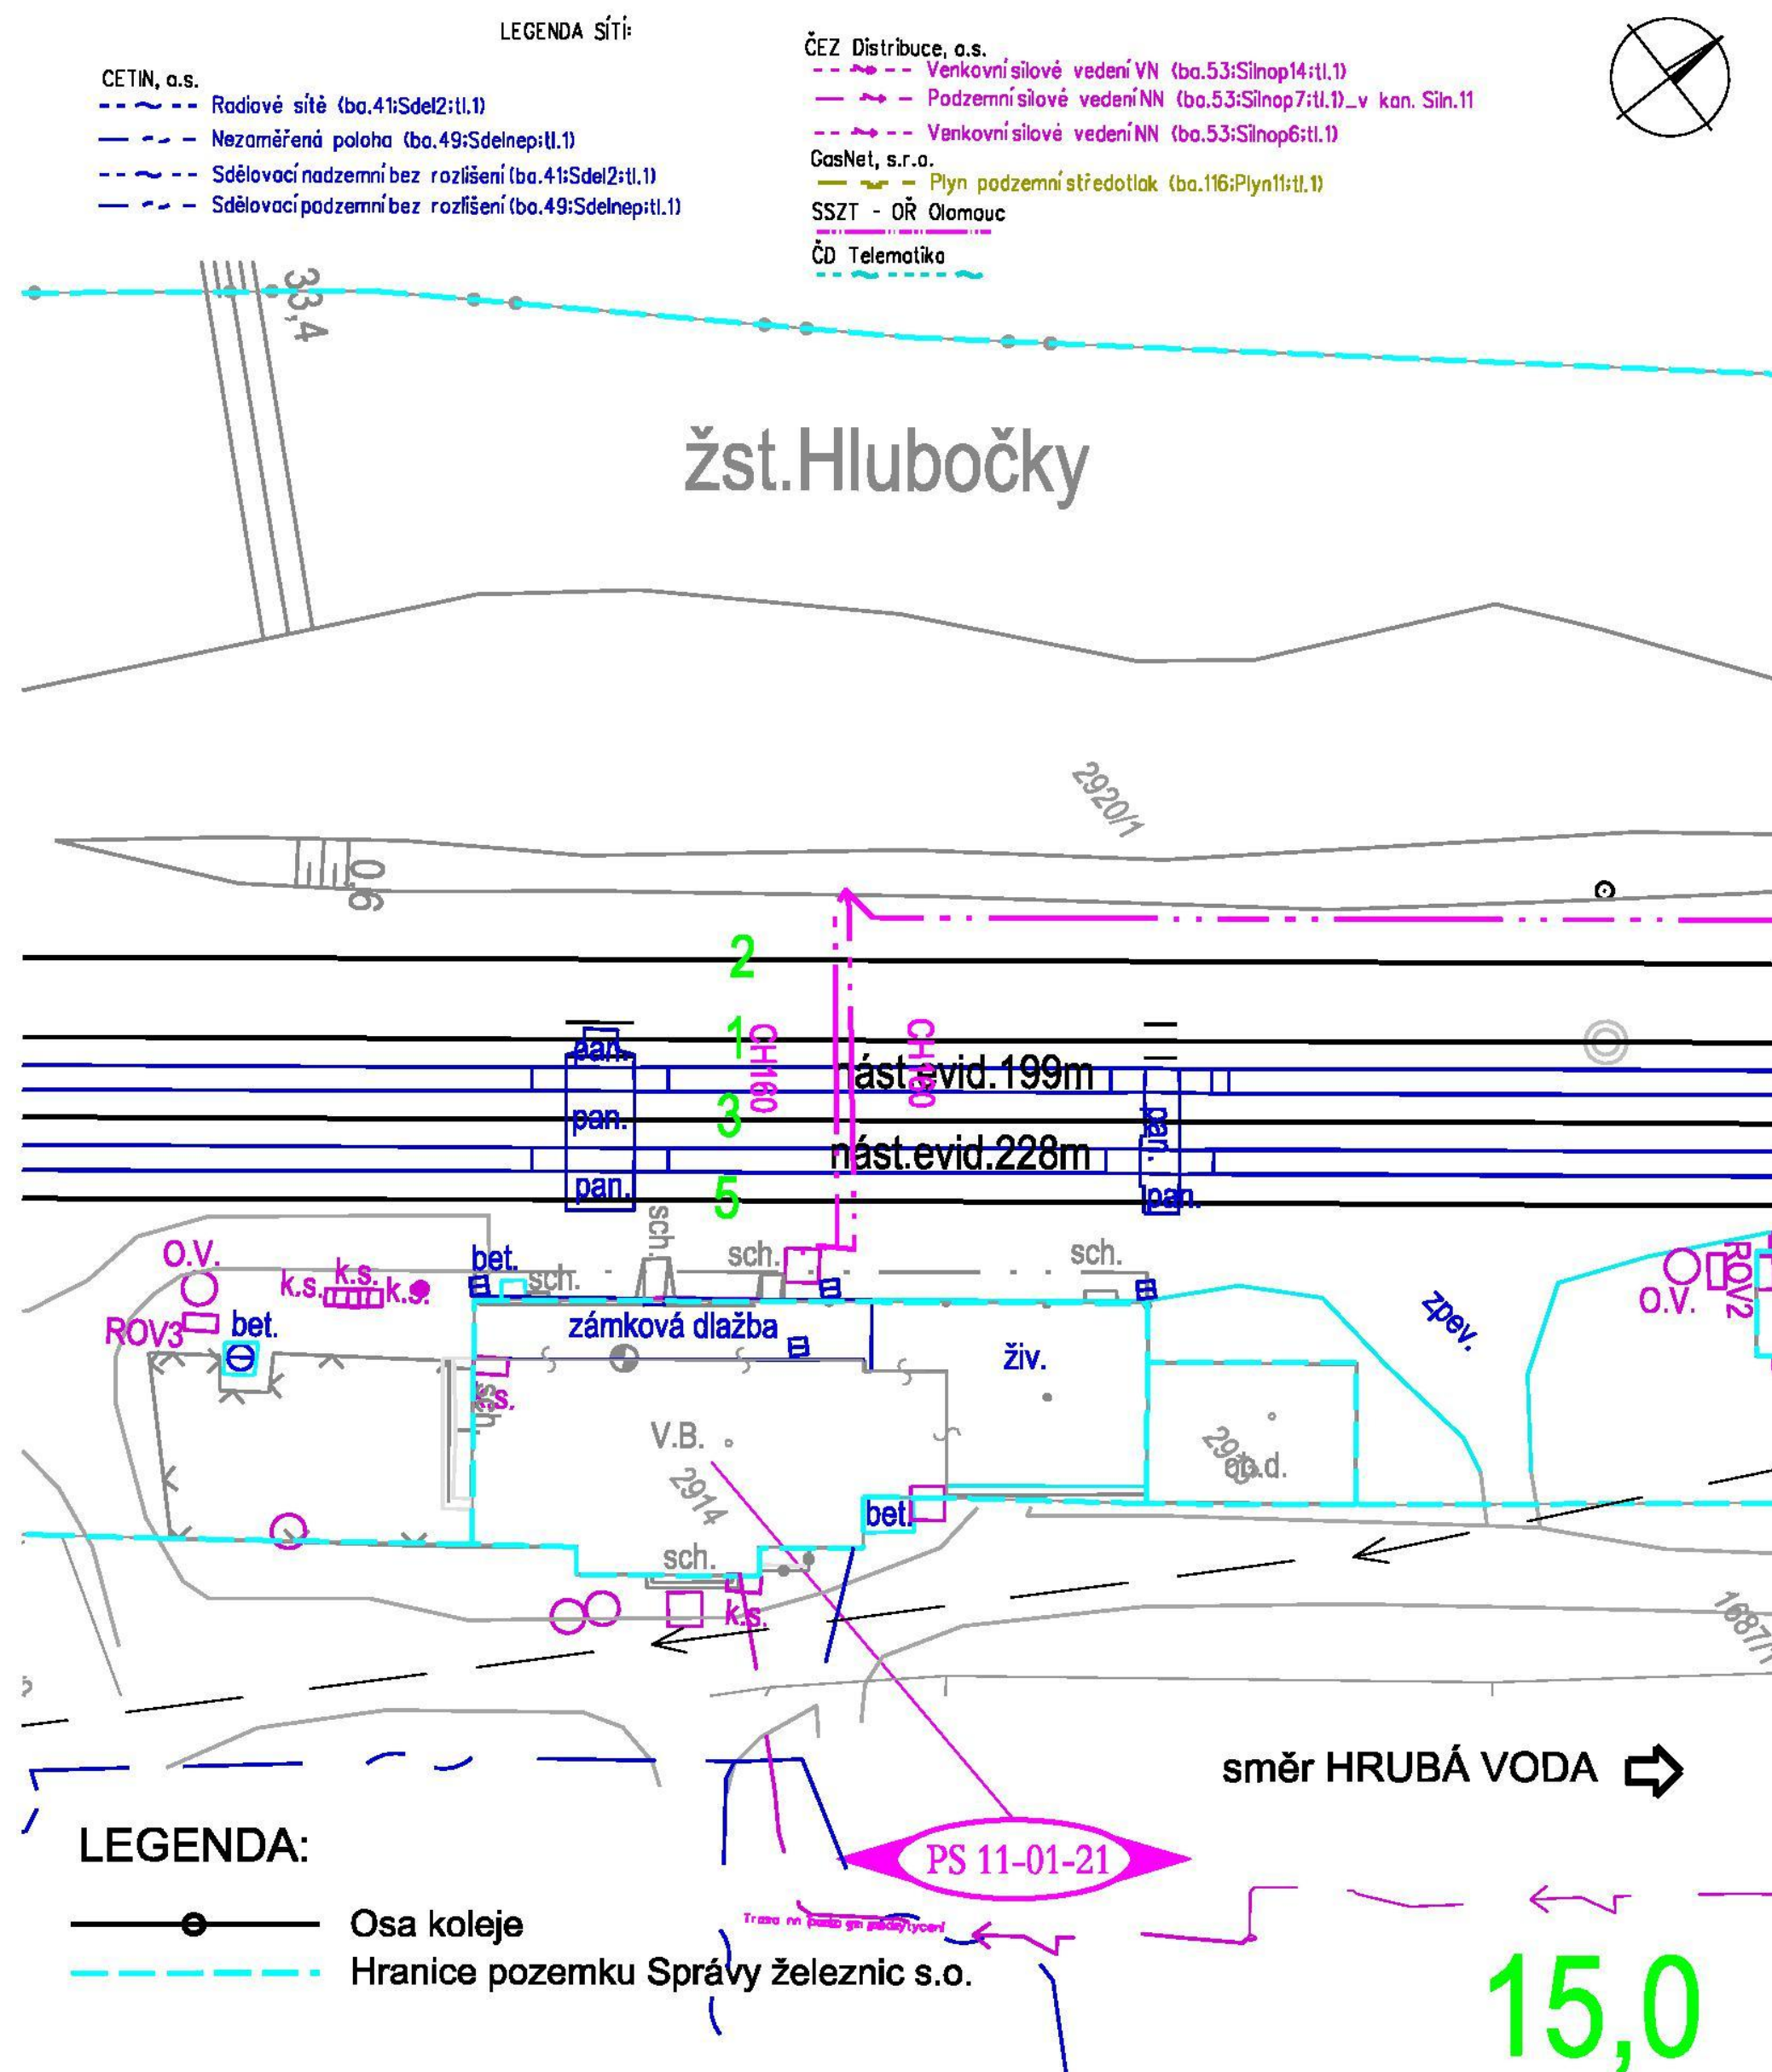 LEGENDA SÍTÍ:
CETIN, a.s.
Radiové sítě (ba.41;Sdel2;tl.1)
Nezaměřená poloha (ba.49;Sdelnep;tl.1)
Sdělovací nadzemní bez rozlišení (ba.41;Sdel2;tl.1)
Sdělovací podzemní bez rozlišení (ba.49;Sdelnep;tl.1)
ČEZ Distribuce, a.s.
Venkovní silové vedení VN (ba.53;Silnop14;tl.1)
Podzemní silové vedení NN (ba.53;Silnop7;tl.1)_v kan. Siln.11
Venkovní silové vedení NN (ba.53;Silnop6;tl.1)
GasNet, s.r.o.
Plyn podzemní středotlak (ba.116;Plyn11;tl.1)
SSZT - OŘ Olomouc
ČD Telematika
33,4
žst.Hlubočky
2920/1
0,6
2
1
CH160
CH160
pan.
nást.evid.199m
3
pan.
pan.
nást.evid.228m
pan.
5
pan.
O.V.
k.s.
k.s.
k.s.
ROV3
bet.
bet.
sch.
sch.
sch.
sch.
zámková dlažba
živ.
zpev.
O.V.
ROV2
k.s.
sch.
V.B.
2914
ob.d.
bet.
sch.
k.s.
1687/
směr HRUBÁ VODA
PS 11-01-21
LEGENDA:
Osa koleje
Hranice pozemku Správy železnic s.o.
Trasa nn
15,0